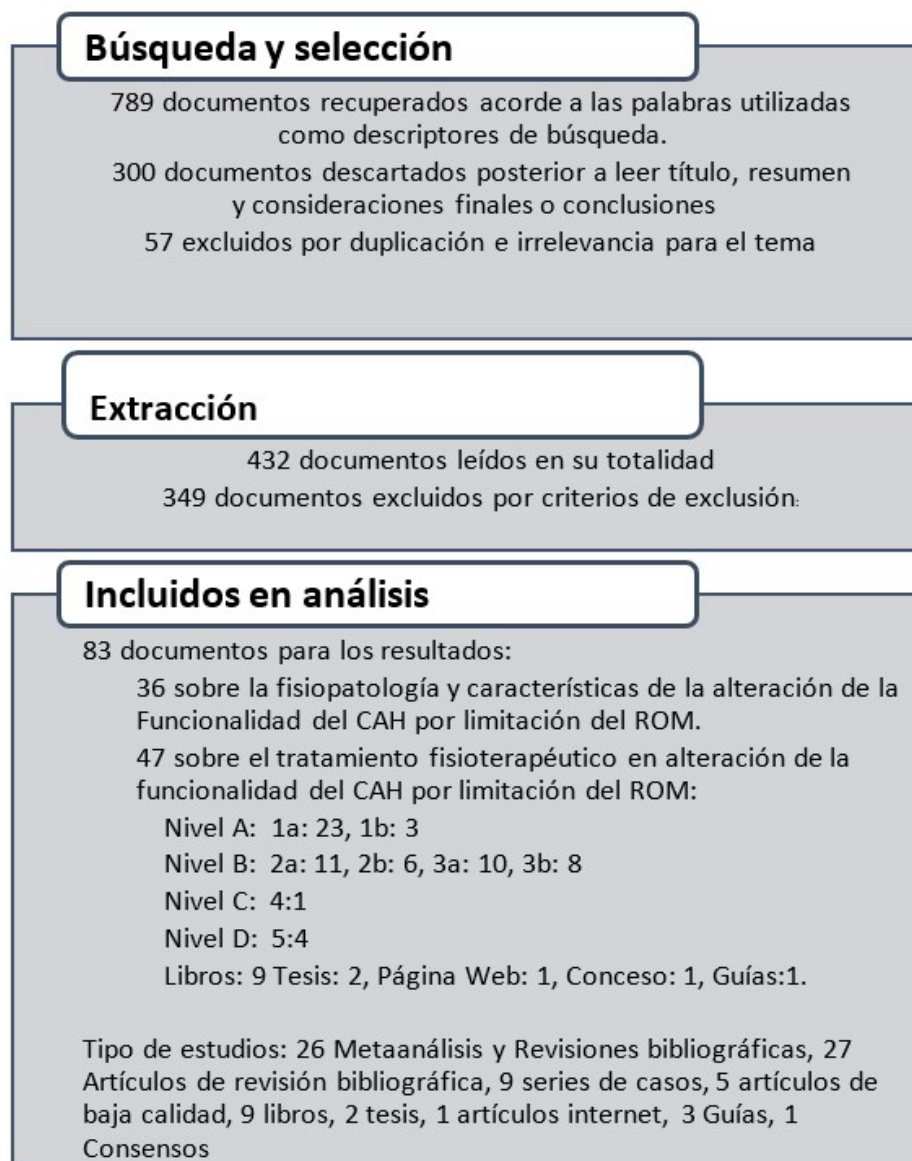 Búsqueda y selección
789 documentos recuperados acorde a las palabras utilizadas
como descriptores de búsqueda.
300 documentos descartados posterior a leer título, resumen
y consideraciones finales o conclusiones
57 excluidos por duplicación e irrelevancia para el tema
Extracción
432 documentos leídos en su totalidad
349 documentos excluidos por criterios de exclusión:
Incluidos en análisis
83 documentos para los resultados:
36 sobre la fisiopatología y características de la alteración de la
Funcionalidad del CAH por limitación del ROM.
47 sobre el tratamiento fisioterapéutico en alteración de la
funcionalidad del CAH por limitación del ROM:
Nivel A: 1a: 23, 1b: 3
Nivel B: 2a: 11, 2b: 6, 3a: 10, 3b: 8
Nivel C: 4:1
Nivel D: 5:4
Libros: 9 Tesis: 2, Página Web: 1, Conceso: 1, Guías:1.
Tipo de estudios: 26 Metaanálisis y Revisiones bibliográficas, 27
Artículos de revisión bibliográfica, 9 series de casos, 5 artículos de
baja calidad, 9 libros, 2 tesis, 1 artículos internet, 3 Guías, 1
Consensos